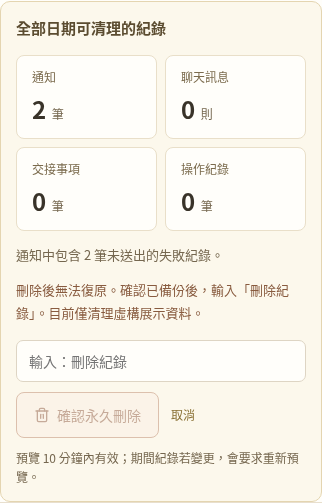 全部日期可清理的紀錄
通知
聊天訊息
2 筆
0 則
交接事項
操作紀錄
0 筆
0 筆
通知中包含 2 筆未送出的失敗紀錄。
刪除後無法復原。確認已備份後，輸入「刪除紀
錄」。目前僅清理虛構展示資料。
輸入：刪除紀錄
確認永久刪除
取消
預覽 10 分鐘內有效；期間紀錄若變更，會要求重新預
覽。